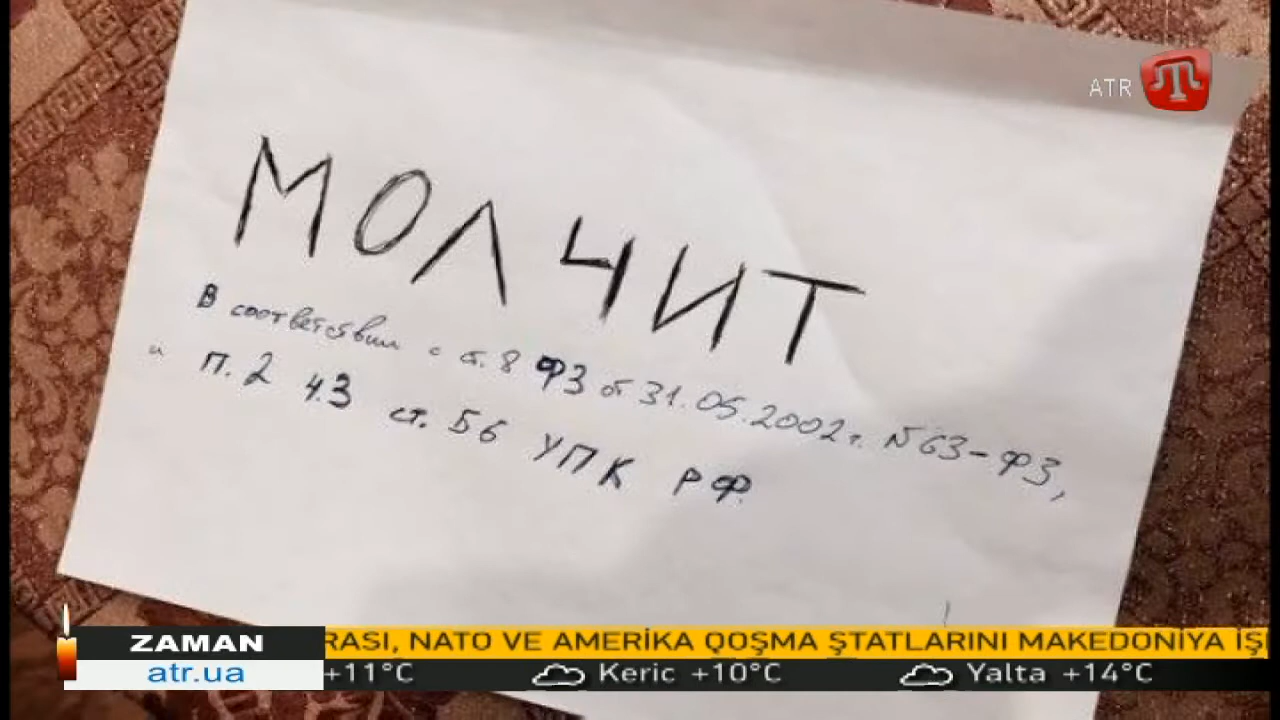 ATR
МОЛЧИТ
В соответствии с ст. 8 ФЗ от 31.05.2002 г. N63-ФЗ,
и п. 2 ч.3 ст. 56 УПК РФ.
ZAMAN
RASI, NATO VE AMERİKA QOŞMA ŞTATLARINI MAKEDONİYA İŞ
atr.ua
+11°C Keric +10°C Yalta +14°C